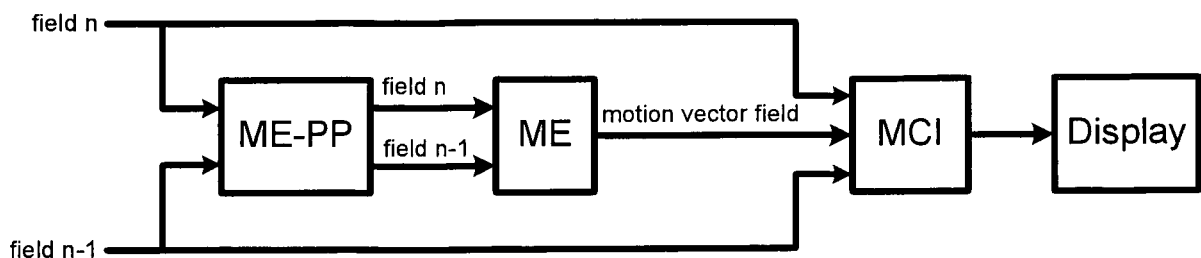 field n
field n
ME-PP
ME
motion vector field
MCI
Display
field n-1
field n-1